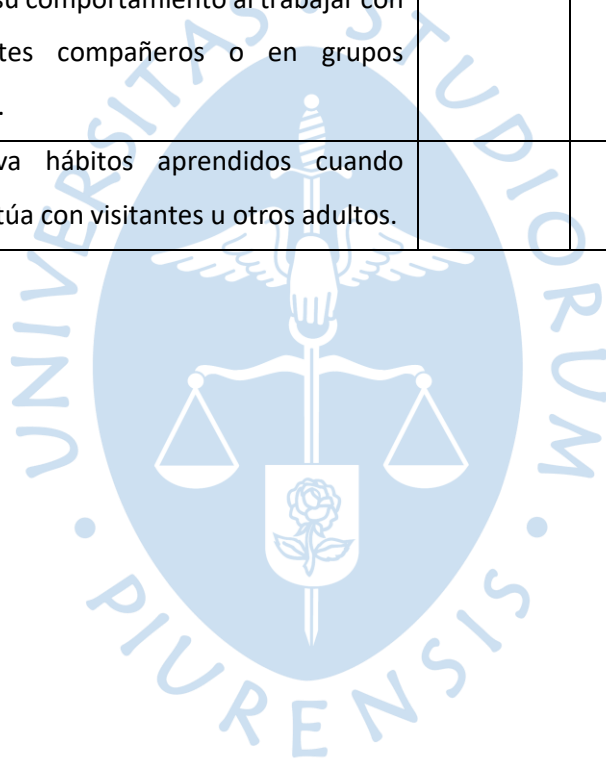 su comportamiento al trabajar con
tes compañeros o en grupos
.
va hábitos aprendidos cuando
túa con visitantes u otros adultos.
UNIVERSITAS • STUDIORUM • PIURENSIS •